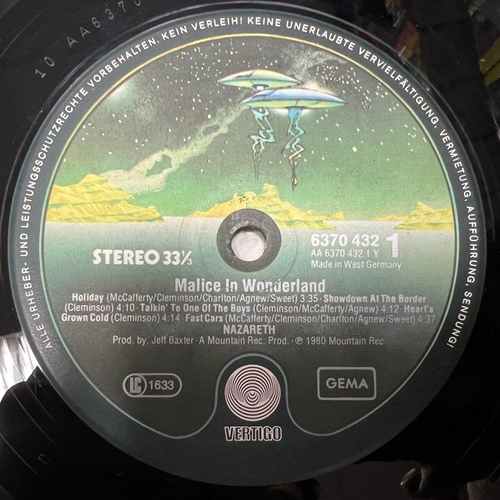 10 AA6370
ALLE URHEBER- UND LEISTUNGSSCHUTZRECHTE VORBEHALTEN. KEIN VERLEIH! KEINE UNERLAUBTE VERVIELFÄLTIGUNG, VERMIETUNG, AUFFÜHRUNG, SENDUNG!
STEREO 33⅓
6370 432 1
AA 6370 432.1 Y
Made in West Germany
Malice In Wonderland
Holiday (McCafferty/Cleminson/Charlton/Agnew/Sweet) 3:35 · Showdown At The Border
(Cleminson) 4:10 · Talkin' To One Of The Boys (Cleminson/Agnew) 4:12 · Heart's
Grown Cold (Cleminson) 4:14 Fast Cars (McCafferty/Cleminson/Charlton/Agnew/Sweet) 4:37
NAZARETH
Prod. by. Jeff Baxter · A Mountain Rec. Prod. · ℗ 1980 Mountain Rec.
LC 1633
GEMA
VERTIGO